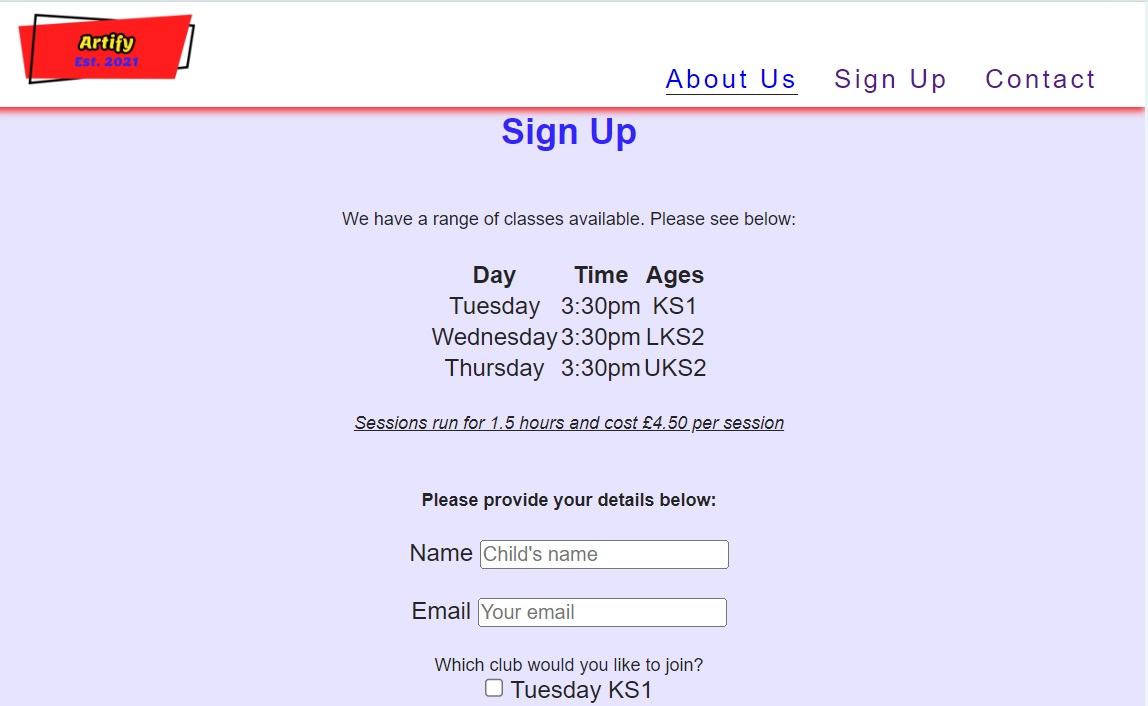 Artify
Est. 2021
About Us Sign Up Contact
Sign Up
We have a range of classes available. Please see below:
Day Time Ages
Tuesday 3:30pm KS1
Wednesday 3:30pm LKS2
Thursday 3:30pm UKS2
Sessions run for 1.5 hours and cost £4.50 per session
Please provide your details below:
Name Child's name
Email Your email
Which club would you like to join?
Tuesday KS1